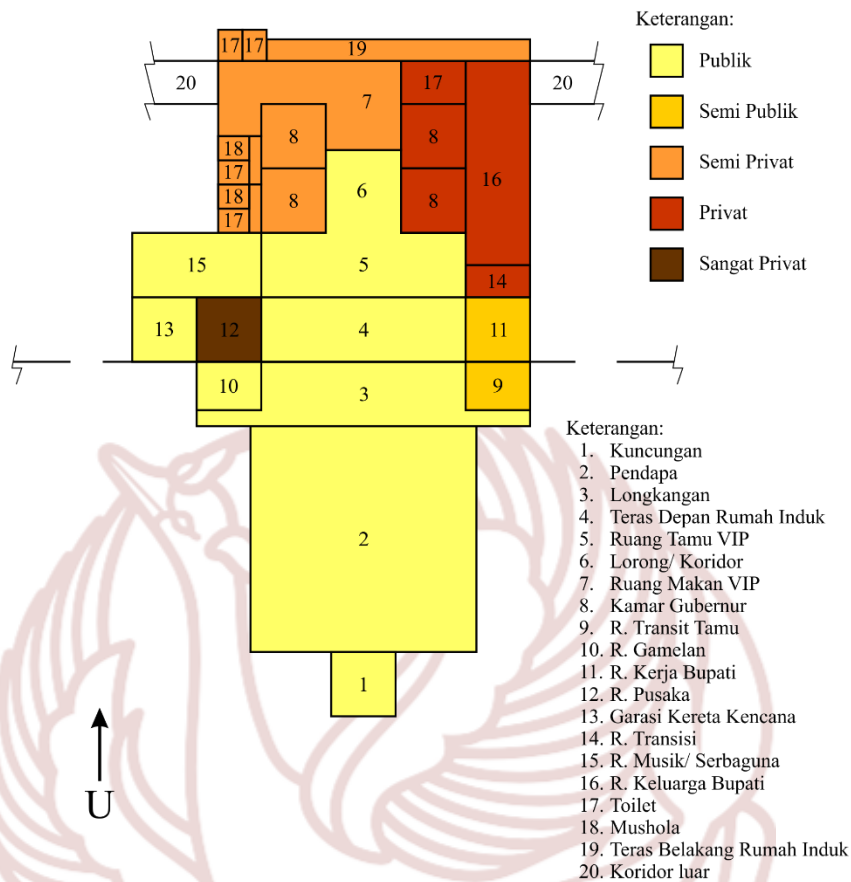 Keterangan:
Publik
Semi Publik
Semi Privat
Privat
Sangat Privat
17 17 19
20 7 17 20
8 8
18
17
16
18
17
8 8
6
15 5
14
13 12 4 11
10 3 9
2
1
U
Keterangan:
1. Kuncungan
2. Pendapa
3. Longkangan
4. Teras Depan Rumah Induk
5. Ruang Tamu VIP
6. Lorong/ Koridor
7. Ruang Makan VIP
8. Kamar Gubernur
9. R. Transit Tamu
10. R. Gamelan
11. R. Kerja Bupati
12. R. Pusaka
13. Garasi Kereta Kencana
14. R. Transisi
15. R. Musik/ Serbaguna
16. R. Keluarga Bupati
17. Toilet
18. Mushola
19. Teras Belakang Rumah Induk
20. Koridor luar